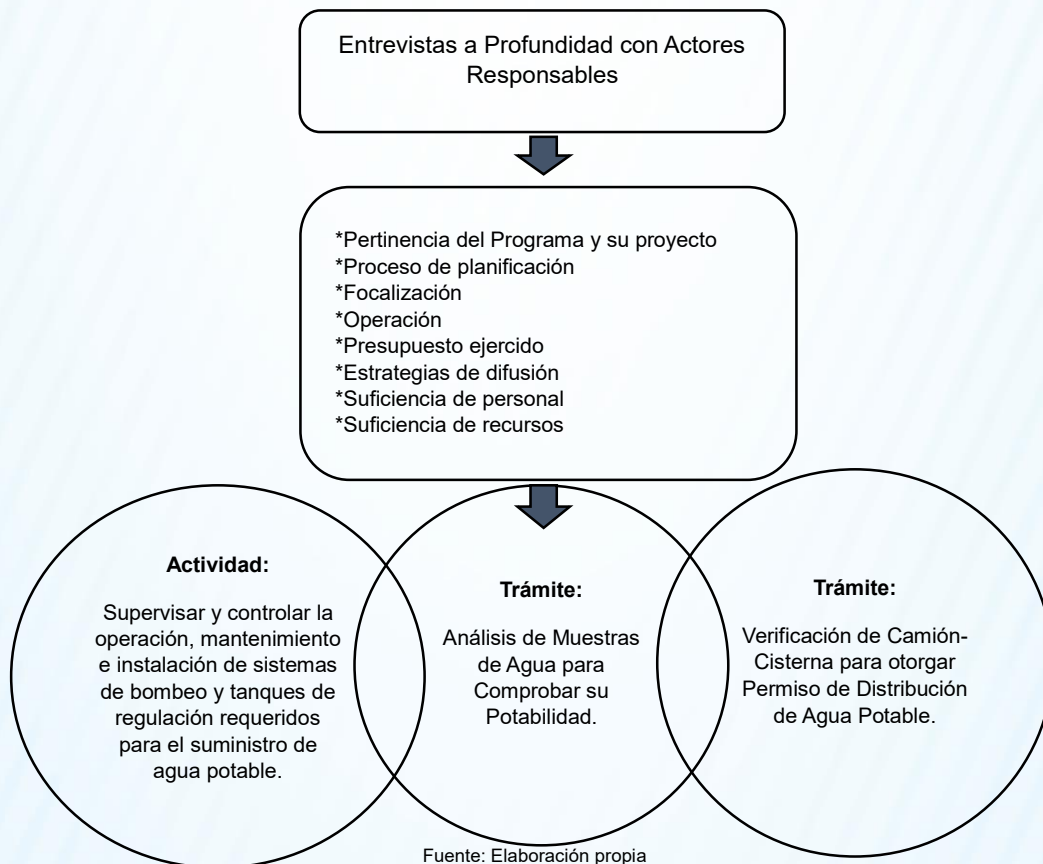 Entrevistas a Profundidad con Actores
Responsables
*Pertinencia del Programa y su proyecto
*Proceso de planificación
*Focalización
*Operación
*Presupuesto ejercido
*Estrategias de difusión
*Suficiencia de personal
*Suficiencia de recursos
Actividad:
Supervisar y controlar la
operación, mantenimiento
e instalación de sistemas
de bombeo y tanques de
regulación requeridos
para el suministro de
agua potable.
Trámite:
Análisis de Muestras
de Agua para
Comprobar su
Potabilidad.
Trámite:
Verificación de Camión-
Cisterna para otorgar
Permiso de Distribución
de Agua Potable.
Fuente: Elaboración propia